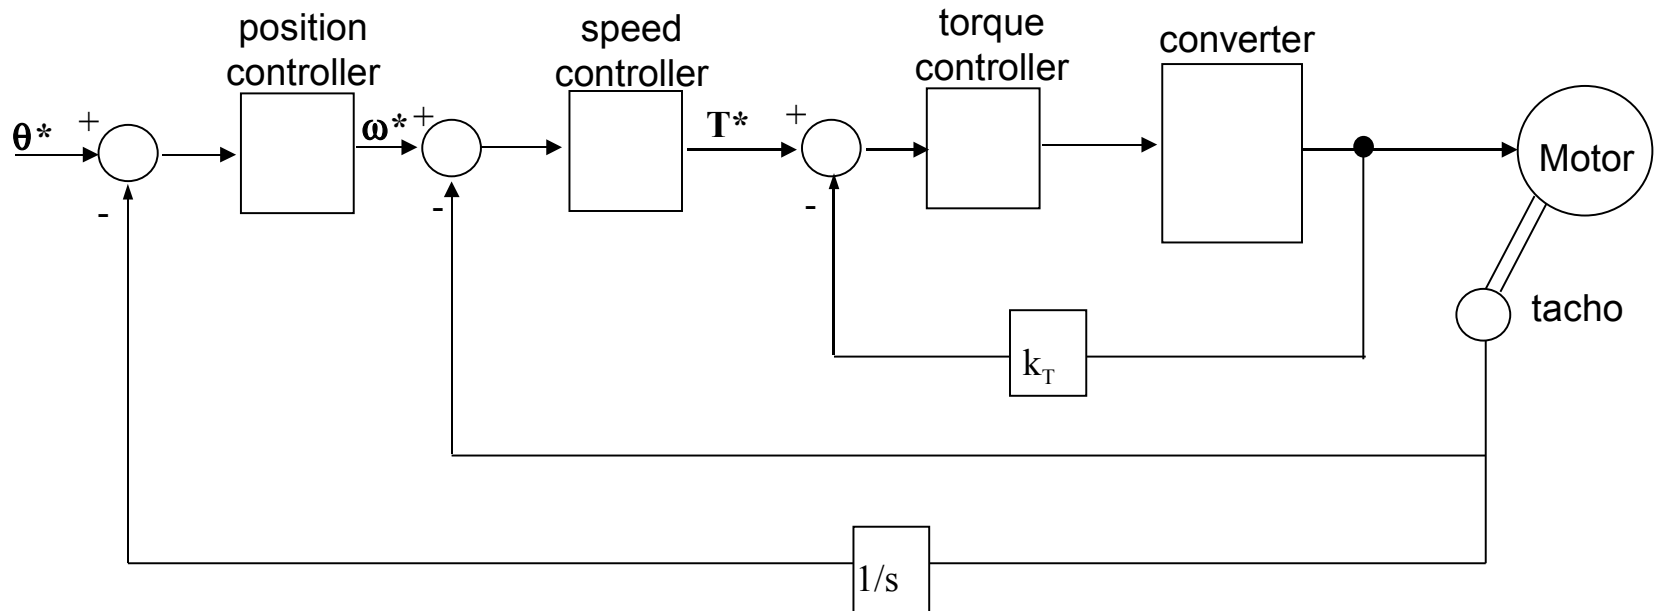 position
controller
speed
controller
torque
controller
converter
θ*
+
-
ω*
+
-
T*
+
-
Motor
tacho
k_T
1/s